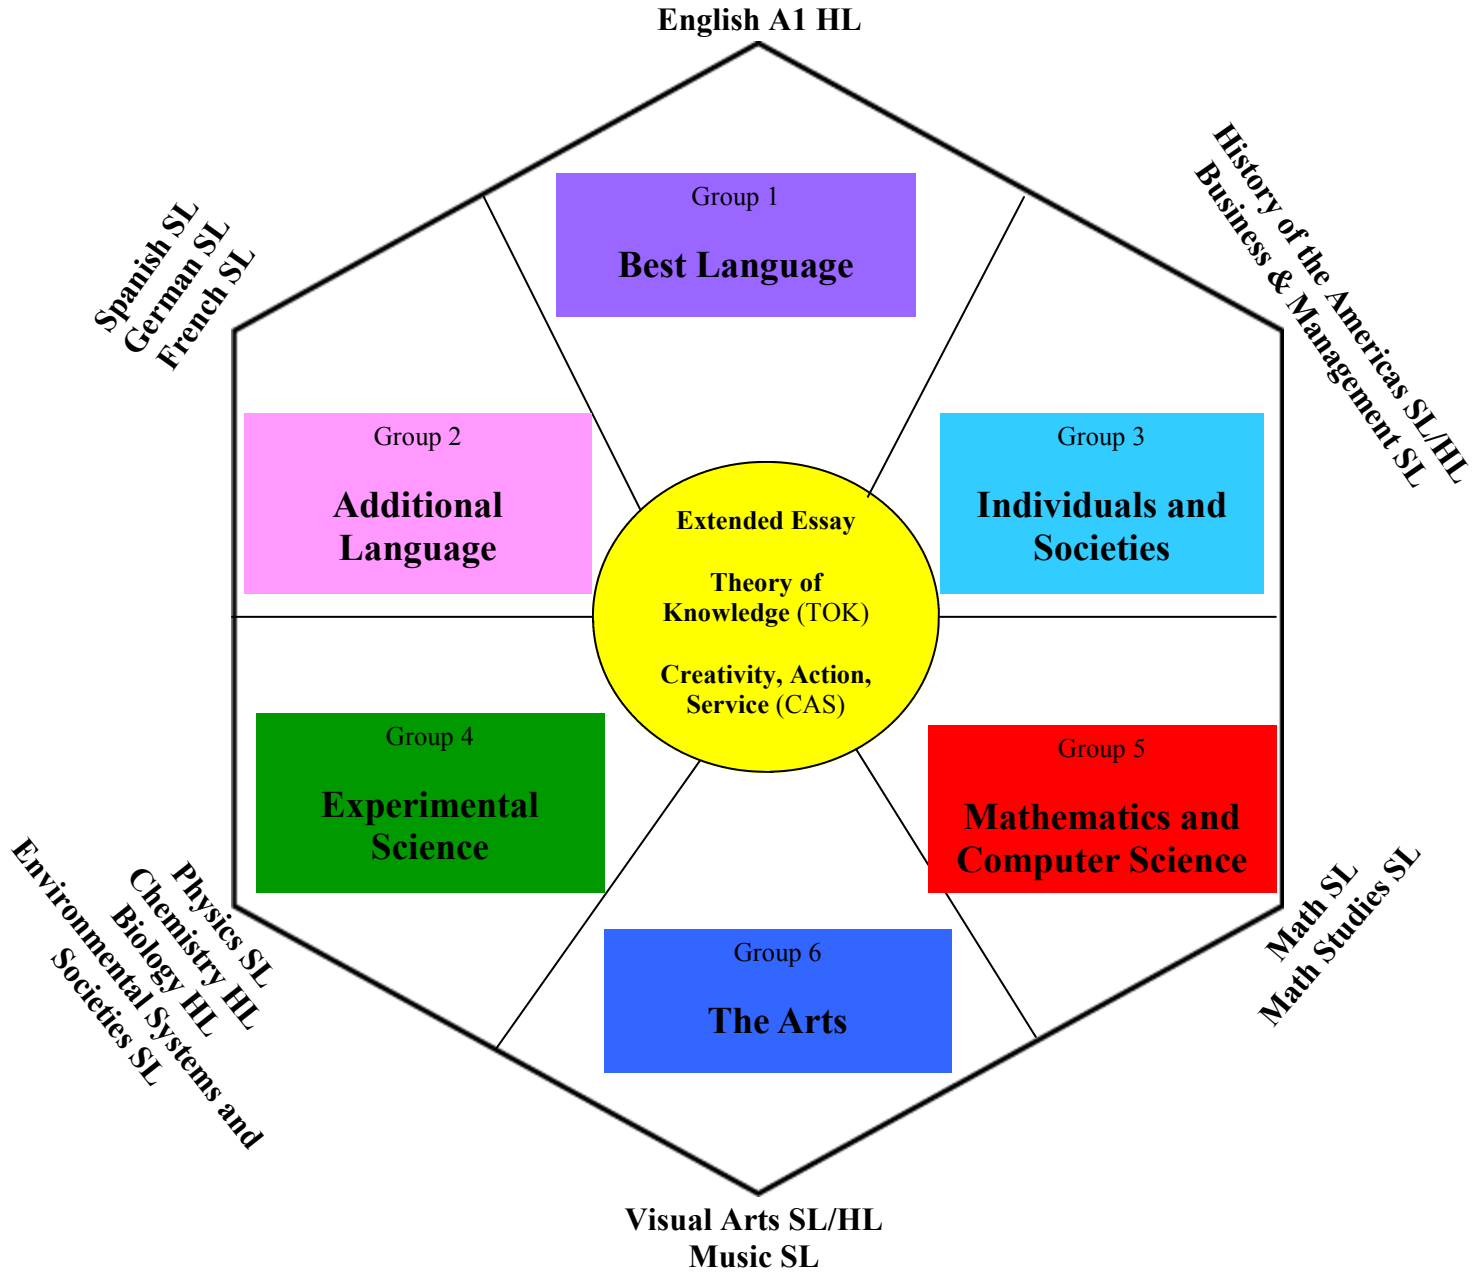 English A1 HL
Group 1
Best Language
Spanish SL
German SL
French SL
History of the Americas SL/HL
Business & Management SL
Group 2
Additional
Language
Group 3
Individuals and
Societies
Extended Essay
Theory of
Knowledge (TOK)
Creativity, Action,
Service (CAS)
Group 4
Experimental
Science
Group 5
Mathematics and
Computer Science
Physics SL
Chemistry HL
Biology HL
Environmental Systems and
Societies SL
Math SL
Math Studies SL
Group 6
The Arts
Visual Arts SL/HL
Music SL